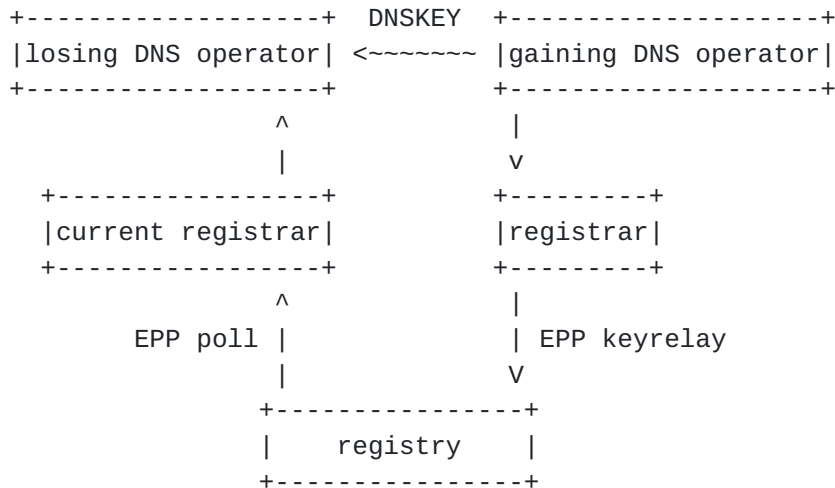 DNSKEY
losing DNS operator <~~~~~~~ gaining DNS operator
current registrar registrar
EPP poll EPP keyrelay
registry